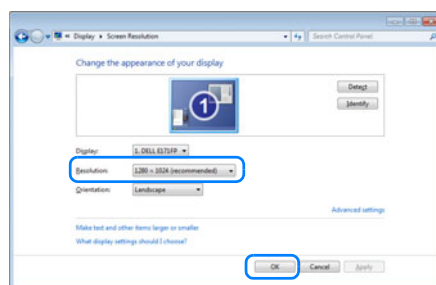 « Display ▸ Screen Resolution
Search Control Panel
Change the appearance of your display
1
Detect
Identify
Display: 1. DELL E171FP
Resolution: 1280 × 1024 (recommended)
Orientation: Landscape
Advanced settings
Make text and other items larger or smaller
What display settings should I choose?
OK Cancel Apply